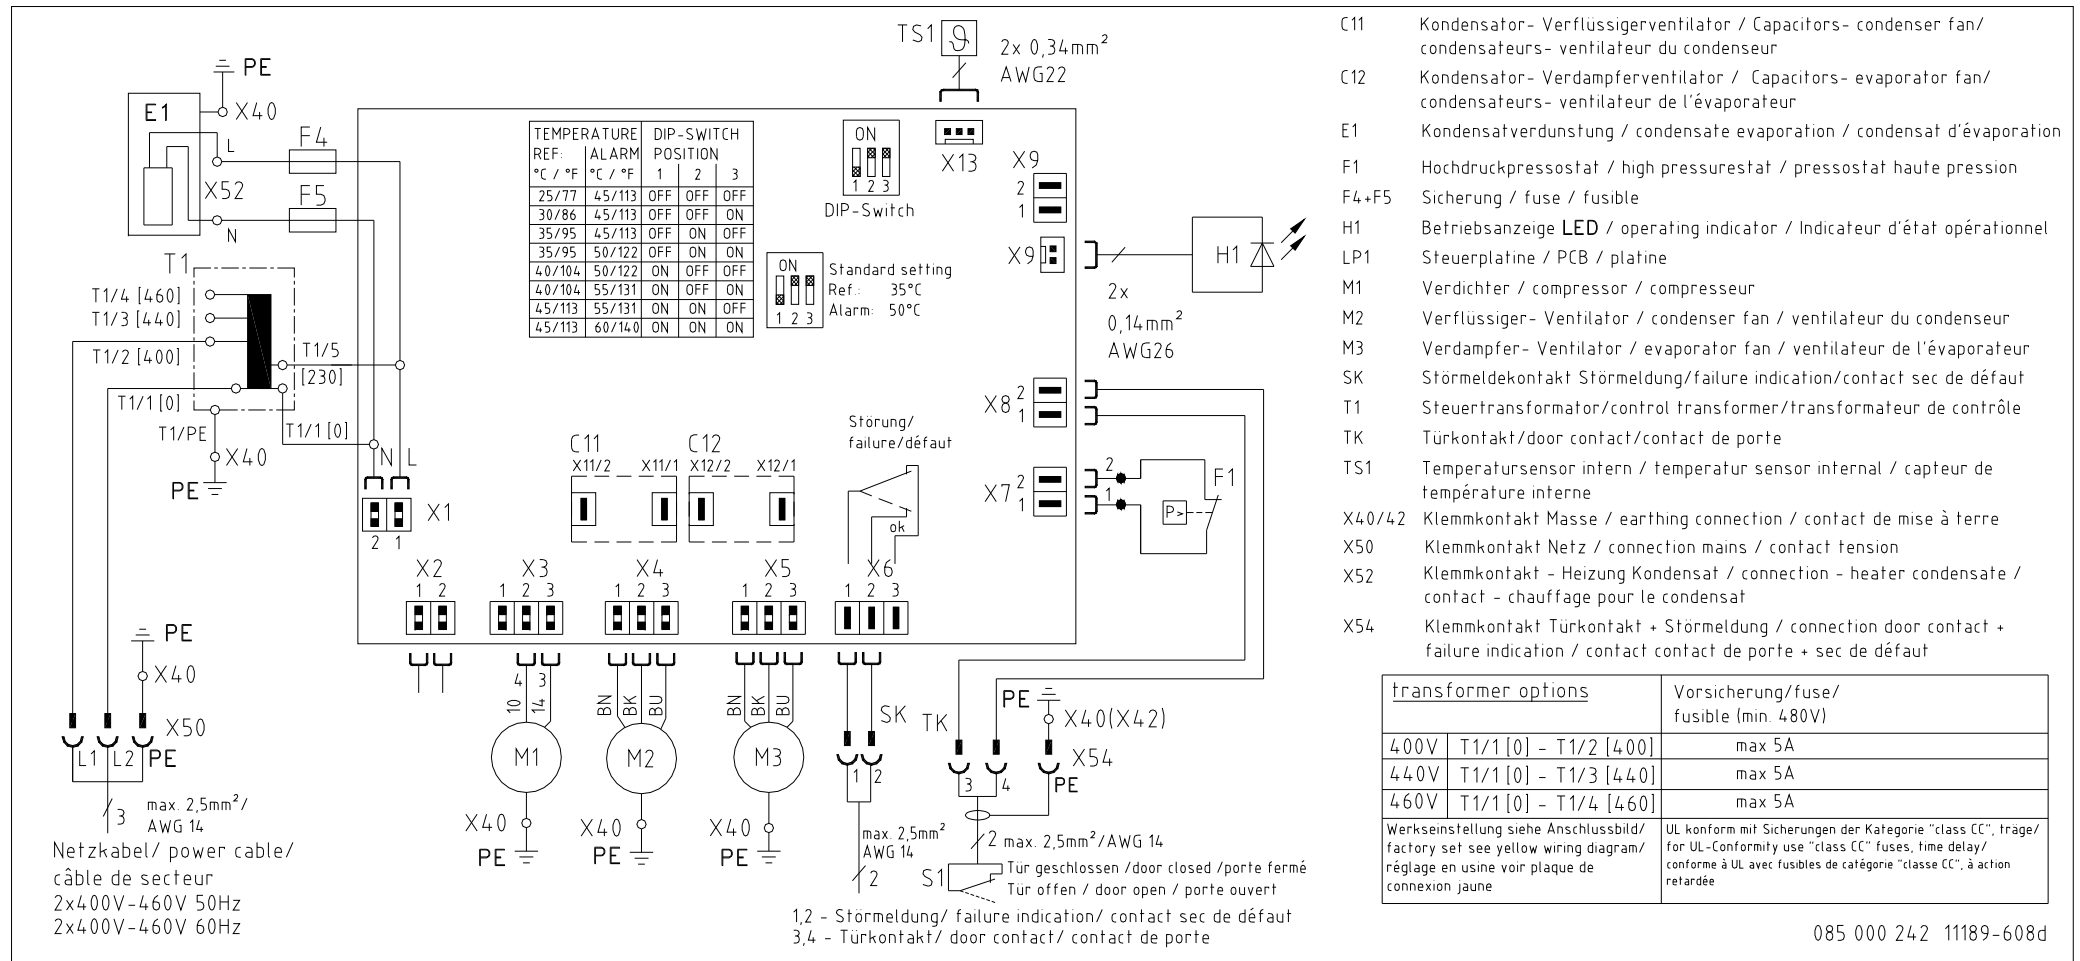 PE
X40
E1
L
F4
X52
F5
N
T1
T1/4 [460]
T1/3 [440]
T1/2 [400]
T1/5
[230]
T1/1 [0]
T1/PE
T1/1 [0]
X40
PE
N L
X1
2 1
TEMPERATURE DIP-SWITCH
REF: ALARM POSITION
°C / °F °C / °F 1 2 3
25/77 45/113 OFF OFF OFF
30/86 45/113 OFF OFF ON
35/95 45/113 OFF ON OFF
35/95 50/122 OFF ON ON
40/104 50/122 ON OFF OFF
40/104 55/131 ON OFF ON
45/113 55/131 ON ON OFF
45/113 60/140 ON ON ON
ON
1 2 3
DIP-Switch
ON
1 2 3
Standard setting
Ref.: 35°C
Alarm: 50°C
TS1
ϑ
2x 0,34mm²
AWG22
X13
X9
2
1
X9
H1
2x
0,14mm²
AWG26
X8
2
1
X7
2
1
2
1
F1
P>
Störung/
failure/défaut
ok
C11
X11/2 X11/1
C12
X12/2 X12/1
X2
1 2
X3
1 2 3
X4
1 2 3
X5
1 2 3
X6
1 2 3
4 3
10 14
M1
X40
PE
BN BK BU
M2
X40
PE
BN BK BU
M3
X40
PE
SK
1 2
max. 2,5mm²
AWG 14
2
TK
3 4
PE
X40(X42)
X54
PE
2 max. 2,5mm²/AWG 14
S1
Tür geschlossen /door closed /porte fermé
Tür offen / door open / porte ouvert
1,2 - Störmeldung/ failure indication/ contact sec de défaut
3,4 - Türkontakt/ door contact/ contact de porte
PE
X40
X50
L1 L2 PE
3
max. 2,5mm²/
AWG 14
Netzkabel/ power cable/
câble de secteur
2x400V-460V 50Hz
2x400V-460V 60Hz
C11 Kondensator- Verflüssigerventilator / Capacitors- condenser fan/
condensateurs- ventilateur du condenseur
C12 Kondensator- Verdampferventilator / Capacitors- evaporator fan/
condensateurs- ventilateur de l'évaporateur
E1 Kondensatverdunstung / condensate evaporation / condensat d'évaporation
F1 Hochdruckpressostat / high pressurestat / pressostat haute pression
F4+F5 Sicherung / fuse / fusible
H1 Betriebsanzeige LED / operating indicator / Indicateur d'état opérationnel
LP1 Steuerplatine / PCB / platine
M1 Verdichter / compressor / compresseur
M2 Verflüssiger- Ventilator / condenser fan / ventilateur du condenseur
M3 Verdampfer- Ventilator / evaporator fan / ventilateur de l'évaporateur
SK Störmeldekontakt Störmeldung/failure indication/contact sec de défaut
T1 Steuertransformator/control transformer/transformateur de contrôle
TK Türkontakt/door contact/contact de porte
TS1 Temperatursensor intern / temperatur sensor internal / capteur de
température interne
X40/42 Klemmkontakt Masse / earthing connection / contact de mise à terre
X50 Klemmkontakt Netz / connection mains / contact tension
X52 Klemmkontakt - Heizung Kondensat / connection - heater condensate /
contact - chauffage pour le condensat
X54 Klemmkontakt Türkontakt + Störmeldung / connection door contact +
failure indication / contact contact de porte + sec de défaut
transformer options Vorsicherung/fuse/
fusible (min. 480V)
400V T1/1 [0] - T1/2 [400] max 5A
440V T1/1 [0] - T1/3 [440] max 5A
460V T1/1 [0] - T1/4 [460] max 5A
Werkseinstellung siehe Anschlussbild/
factory set see yellow wiring diagram/
réglage en usine voir plaque de
connexion jaune
UL konform mit Sicherungen der Kategorie "class CC", träge/
for UL-Conformity use "class CC" fuses, time delay/
conforme à UL avec fusibles de catégorie "classe CC", à action
retardée
085 000 242 11189-608d